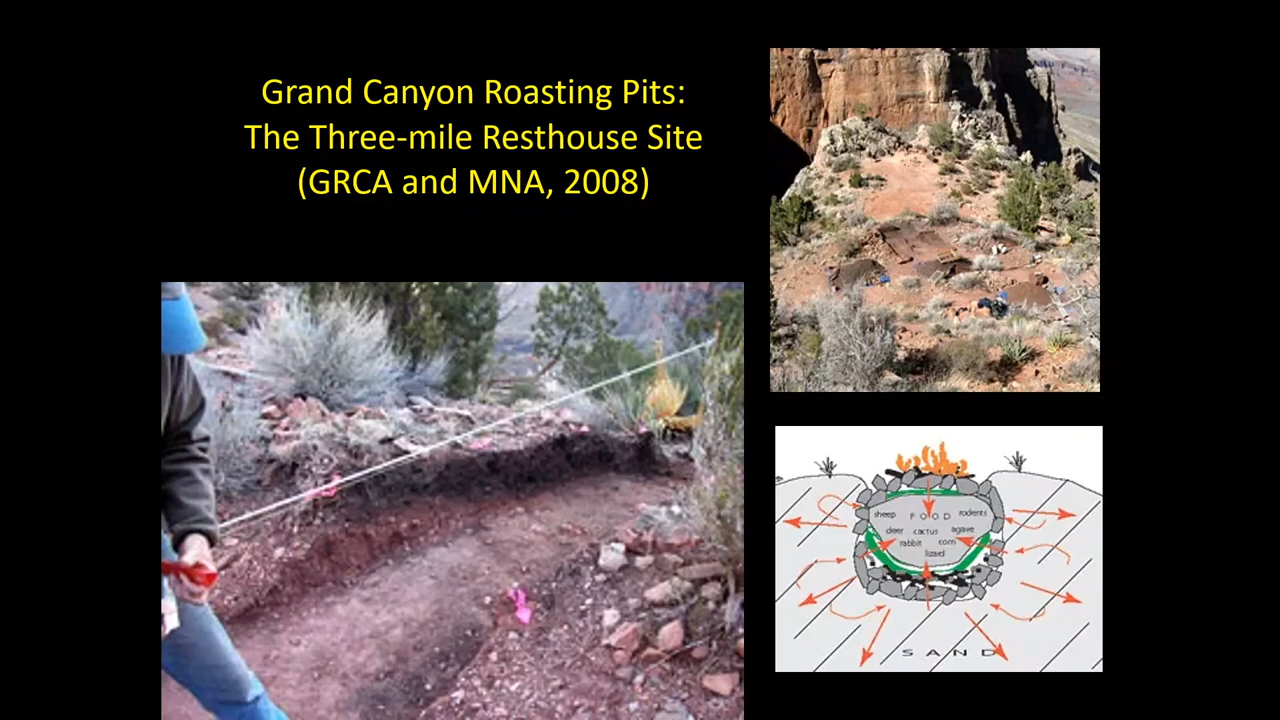 Grand Canyon Roasting Pits:
The Three-mile Resthouse Site
(GRCA and MNA, 2008)
sheep FOOD rodents
deer cactus agave
rabbit corn
lizard
SAND